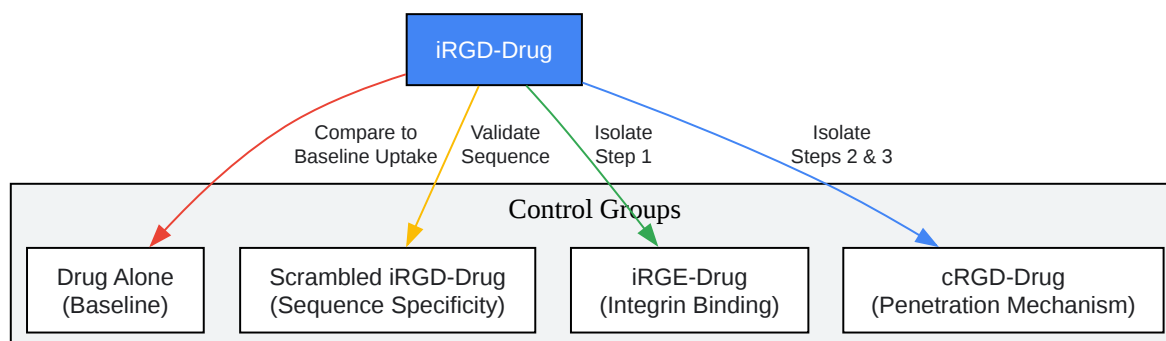 iRGD-Drug
Compare to
Baseline Uptake
Validate
Sequence
Isolate
Step 1
Isolate
Steps 2 & 3
Control Groups
Drug Alone
(Baseline)
Scrambled iRGD-Drug
(Sequence Specificity)
iRGE-Drug
(Integrin Binding)
cRGD-Drug
(Penetration Mechanism)